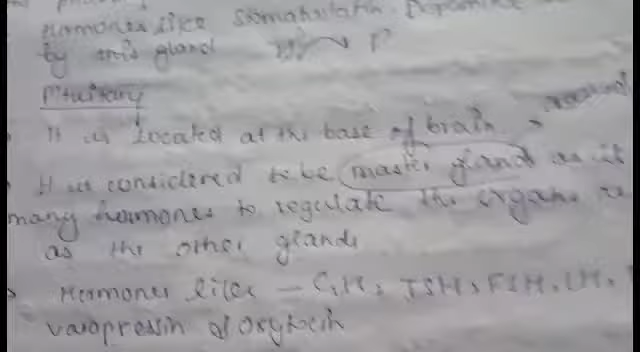 Hormones like Somatostatin Dopamine
by this gland
Pituitary
It is located at the base of brain.
It is considered to be master gland as it
many hormones to regulate the organs
as the other glands
Hormones like - GH, TSH, FSH, LH,
vasopressin & oxytocin